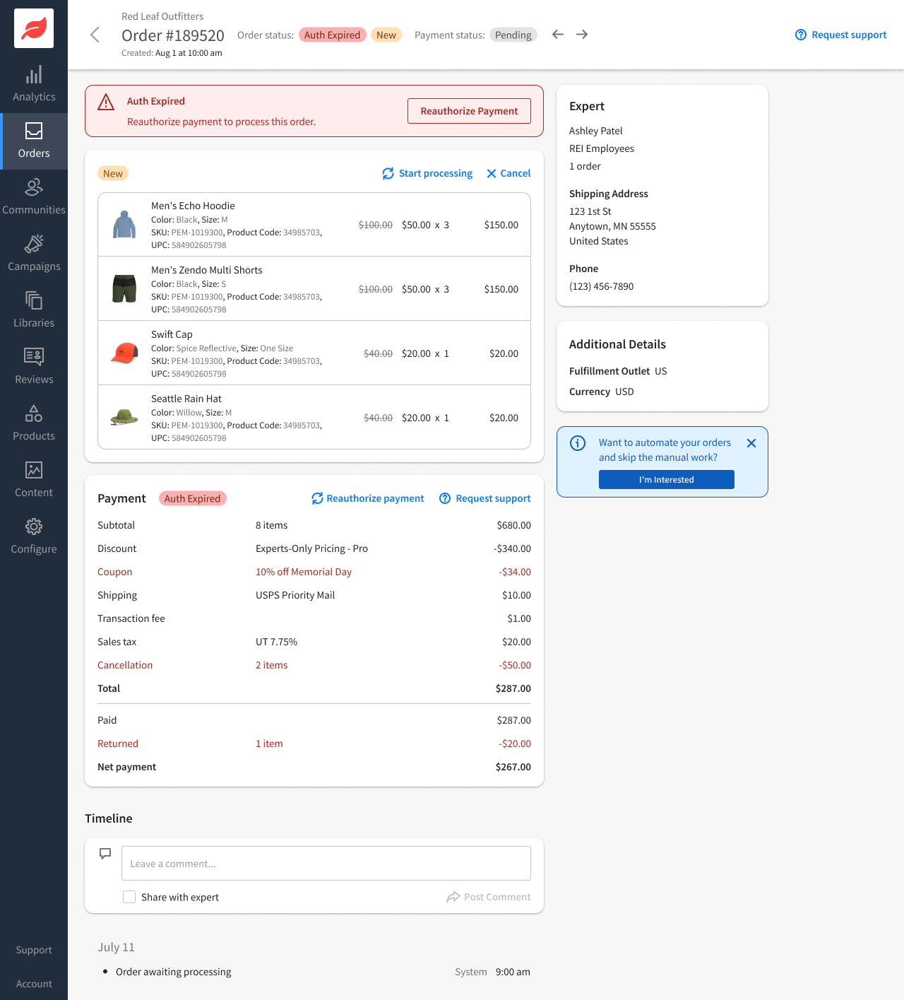 Red Leaf Outfitters
Order #189520
Order status: Auth Expired New Payment status: Pending
Created: Aug 1 at 10:00 am
Request support
Analytics
Orders
Communities
Campaigns
Libraries
Reviews
Products
Content
Configure
Support
Account
Auth Expired
Reauthorize payment to process this order.
Reauthorize Payment
New
Start processing
Cancel
Men's Echo Hoodie
Color: Black, Size: M
SKU: PEM-1019300, Product Code: 34985703,
UPC: 584902605798
$100.00 $50.00 x 3 $150.00
Men's Zendo Multi Shorts
Color: Black, Size: S
SKU: PEM-1019300, Product Code: 34985703,
UPC: 584902605798
$100.00 $50.00 x 3 $150.00
Swift Cap
Color: Spice Reflective, Size: One Size
SKU: PEM-1019300, Product Code: 34985703,
UPC: 584902605798
$40.00 $20.00 x 1 $20.00
Seattle Rain Hat
Color: Willow, Size: M
SKU: PEM-1019300, Product Code: 34985703,
UPC: 584902605798
$40.00 $20.00 x 1 $20.00
Payment Auth Expired Reauthorize payment Request support
Subtotal 8 items $680.00
Discount Experts-Only Pricing - Pro -$340.00
Coupon 10% off Memorial Day -$34.00
Shipping USPS Priority Mail $10.00
Transaction fee $1.00
Sales tax UT 7.75% $20.00
Cancellation 2 items -$50.00
Total $287.00
Paid $287.00
Returned 1 item -$20.00
Net payment $267.00
Timeline
Leave a comment...
Share with expert
Post Comment
July 11
Order awaiting processing System 9:00 am
Expert
Ashley Patel
REI Employees
1 order
Shipping Address
123 1st St
Anytown, MN 55555
United States
Phone
(123) 456-7890
Additional Details
Fulfillment Outlet US
Currency USD
Want to automate your orders
and skip the manual work?
I'm Interested